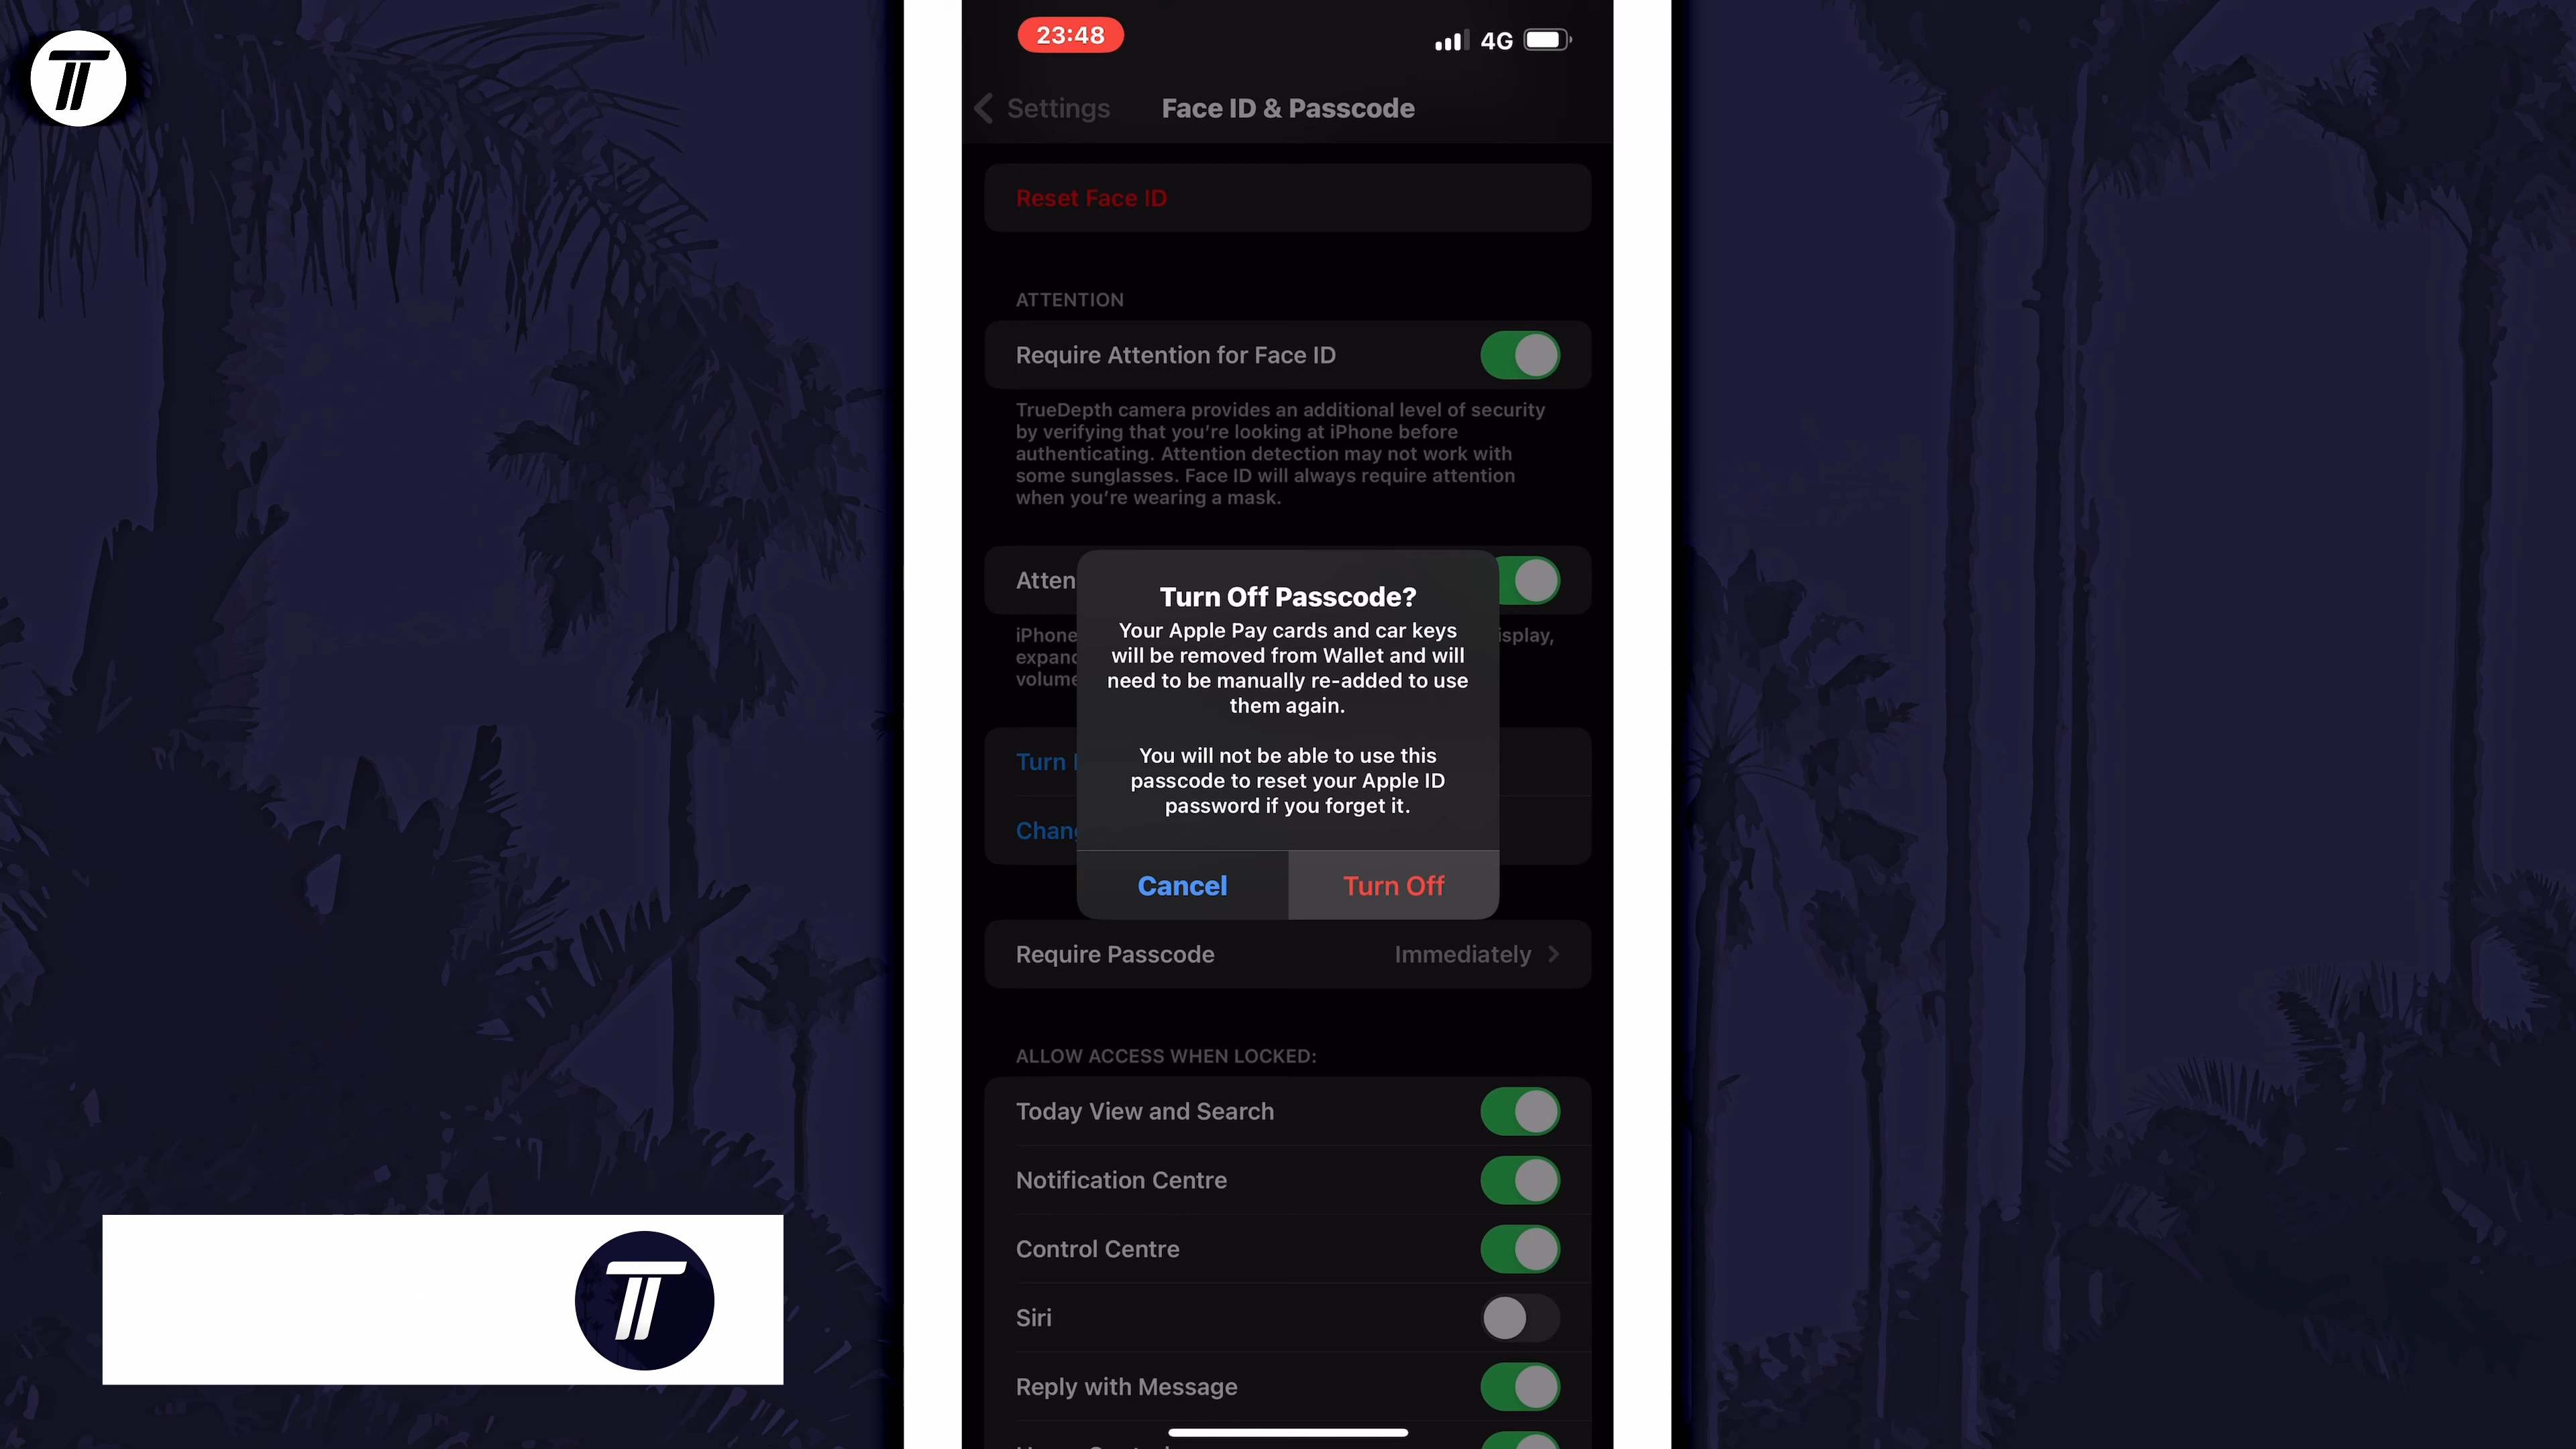 23:48
4G
Settings
Face ID & Passcode
Reset Face ID
ATTENTION
Require Attention for Face ID
TrueDepth camera provides an additional level of security
by verifying that you're looking at iPhone before
authenticating. Attention detection may not work with
some sunglasses. Face ID will always require attention
when you're wearing a mask.
Atten
iPhone
isplay,
expand
volume
Turn Off Passcode?
Your Apple Pay cards and car keys
will be removed from Wallet and will
need to be manually re-added to use
them again.
You will not be able to use this
passcode to reset your Apple ID
password if you forget it.
Turn
Chang
Cancel
Turn Off
Require Passcode
Immediately
ALLOW ACCESS WHEN LOCKED:
Today View and Search
Notification Centre
Control Centre
Siri
Reply with Message